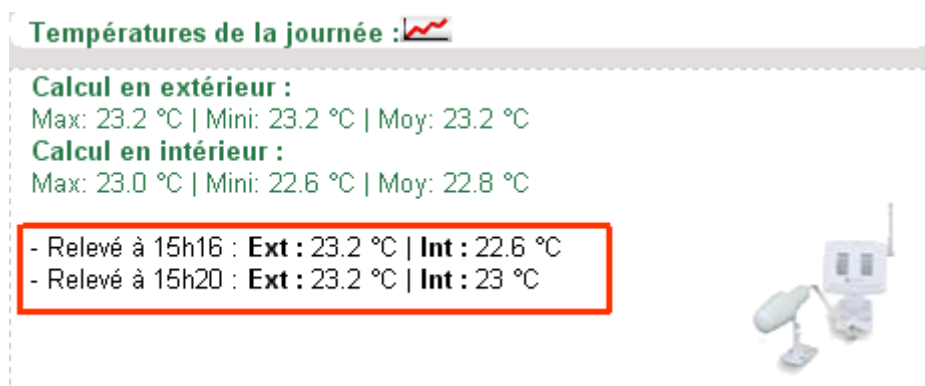 Températures de la journée :
Calcul en extérieur :
Max: 23.2 °C | Mini: 23.2 °C | Moy: 23.2 °C
Calcul en intérieur :
Max: 23.0 °C | Mini: 22.6 °C | Moy: 22.8 °C
- Relevé à 15h16 : Ext : 23.2 °C | Int : 22.6 °C
- Relevé à 15h20 : Ext : 23.2 °C | Int : 23 °C